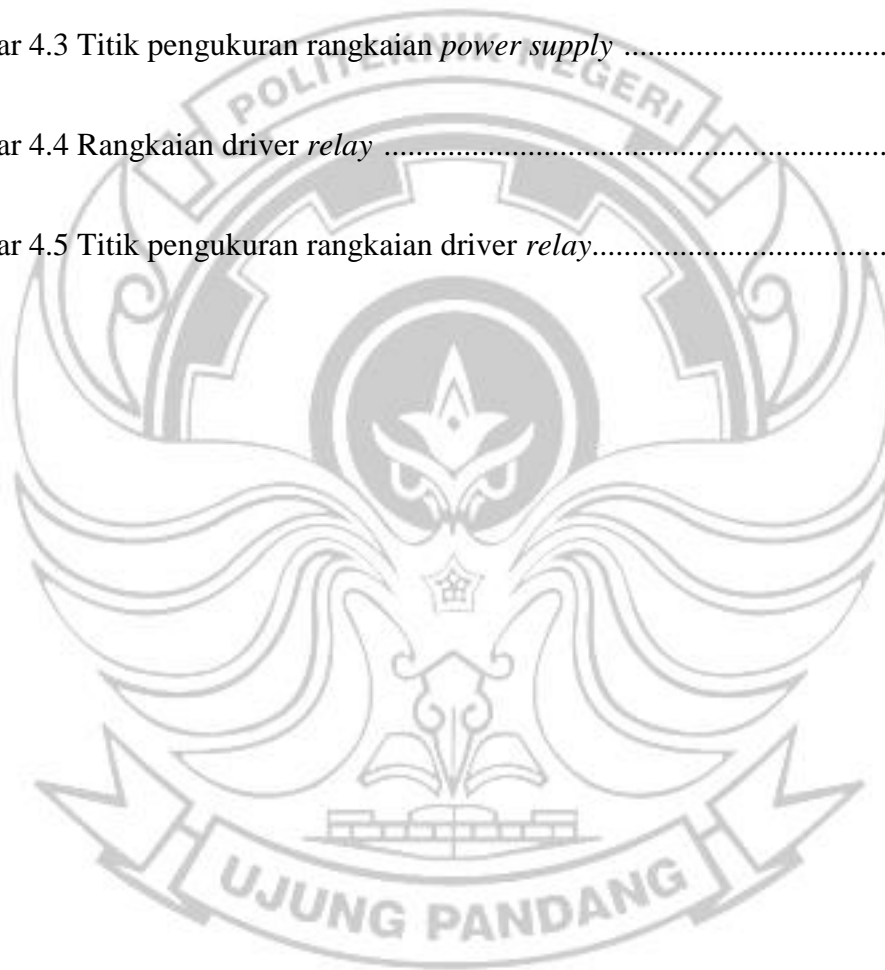 ar 4.3 Titik pengukuran rangkaian power supply ..................................
POLITEKNIK NEGERI
ar 4.4 Rangkaian driver relay ................................................................
ar 4.5 Titik pengukuran rangkaian driver relay......................................
UJUNG PANDANG